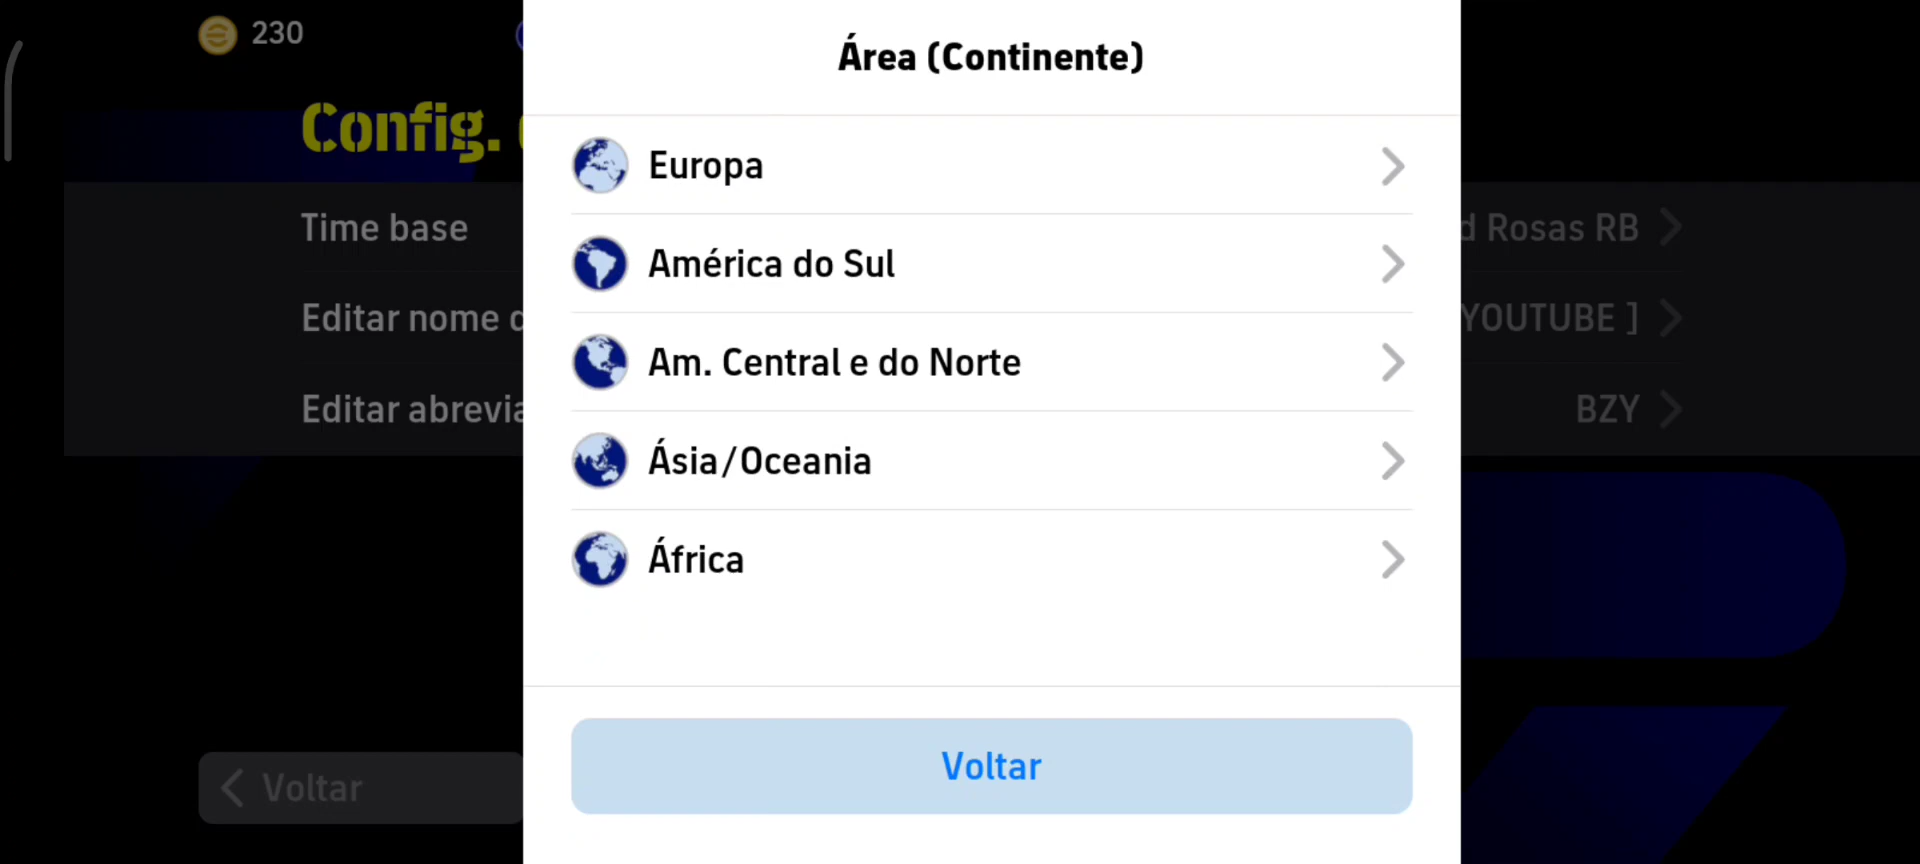 230
Área (Continente)
Config.
Europa
Time base
d Rosas RB
América do Sul
Editar nome d
YOUTUBE ]
Am. Central e do Norte
Editar abrevia
BZY
Ásia/Oceania
África
Voltar
Voltar